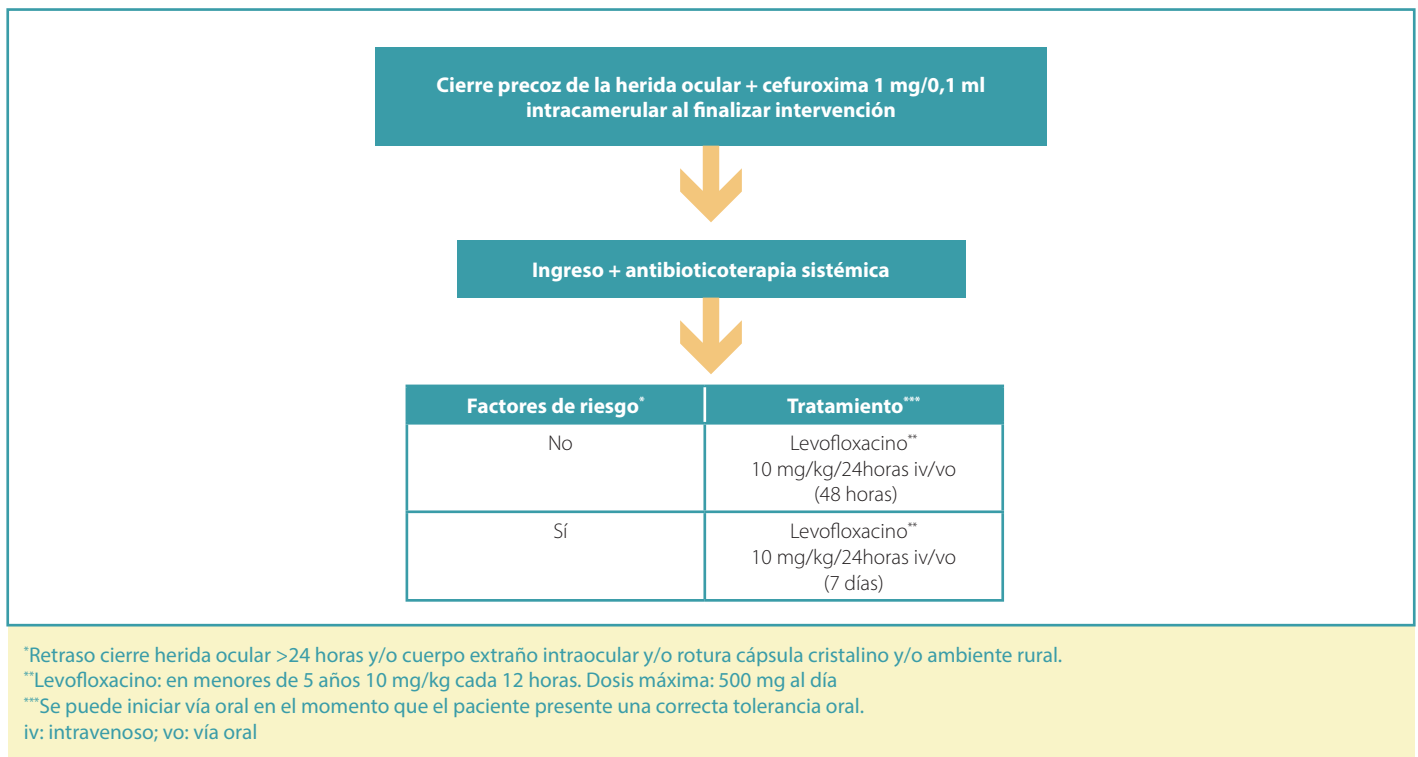 Cierre precoz de la herida ocular + cefuroxima 1 mg/0,1 ml
intracamerular al finalizar intervención
Ingreso + antibioticoterapia sistémica
Factores de riesgo* Tratamiento***
No Levofloxacino**
10 mg/kg/24horas iv/vo
(48 horas)
Sí Levofloxacino**
10 mg/kg/24horas iv/vo
(7 días)
*Retraso cierre herida ocular >24 horas y/o cuerpo extraño intraocular y/o rotura cápsula cristalino y/o ambiente rural.
**Levofloxacino: en menores de 5 años 10 mg/kg cada 12 horas. Dosis máxima: 500 mg al día
***Se puede iniciar vía oral en el momento que el paciente presente una correcta tolerancia oral.
iv: intravenoso; vo: vía oral